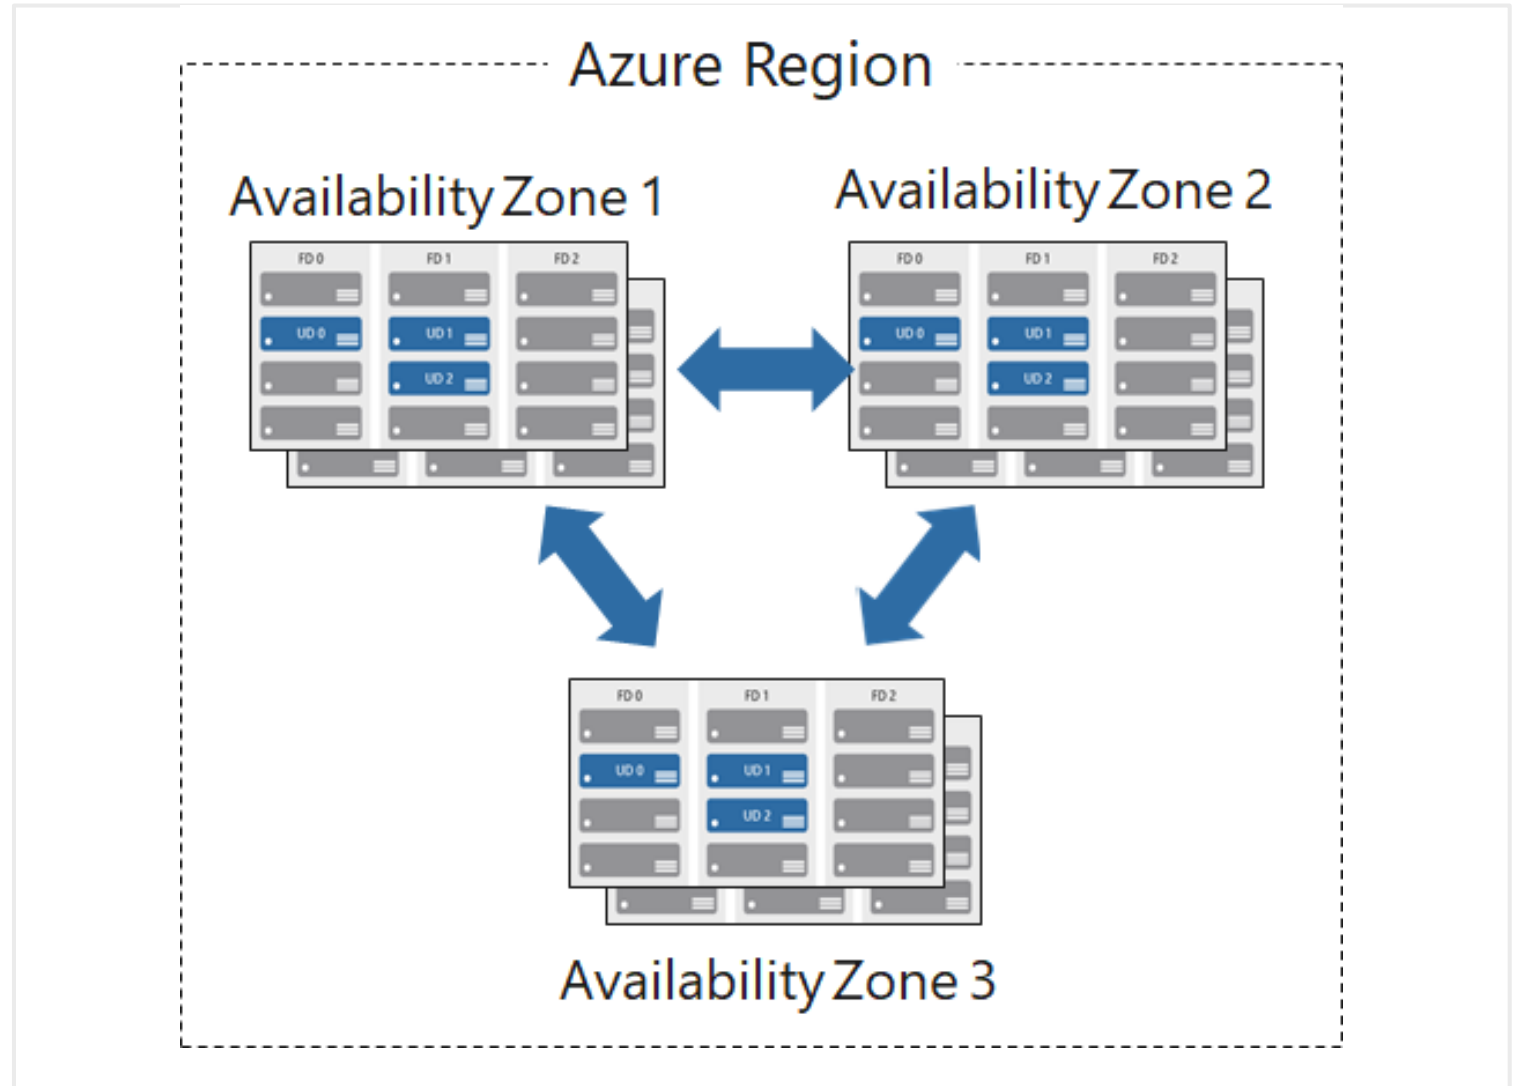 Azure Region
Availability Zone 1
FD 0 FD 1 FD 2
UD 0 UD 1
UD 2
Availability Zone 2
FD 0 FD 1 FD 2
UD 0 UD 1
UD 2
FD 0 FD 1 FD 2
UD 0 UD 1
UD 2
Availability Zone 3